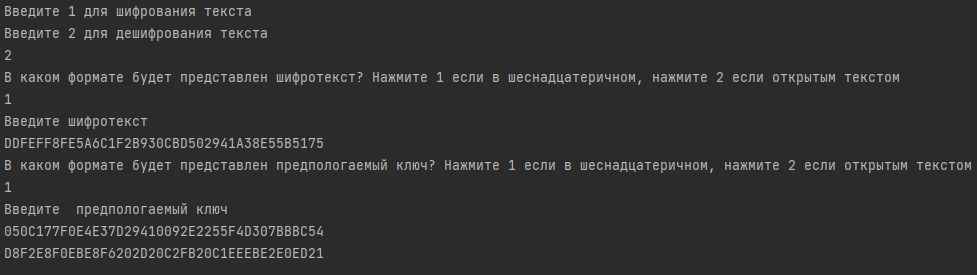 Введите 1 для шифрования текста
Введите 2 для дешифрования текста
2
В каком формате будет представлен шифротекст? Нажмите 1 если в шеснадцатеричном, нажмите 2 если открытым текстом
1
Введите шифротекст
DDFEFF8FE5A6C1F2B930CBD502941A38E55B5175
В каком формате будет представлен предпологаемый ключ? Нажмите 1 если в шеснадцатеричном, нажмите 2 если открытым текстом
1
Введите  предпологаемый ключ
050C177F0E4E37D29410092E2255F4D307BBBC54
D8F2E8F0EBE8F6202D20C2FB20C1EEEBE2E0ED21